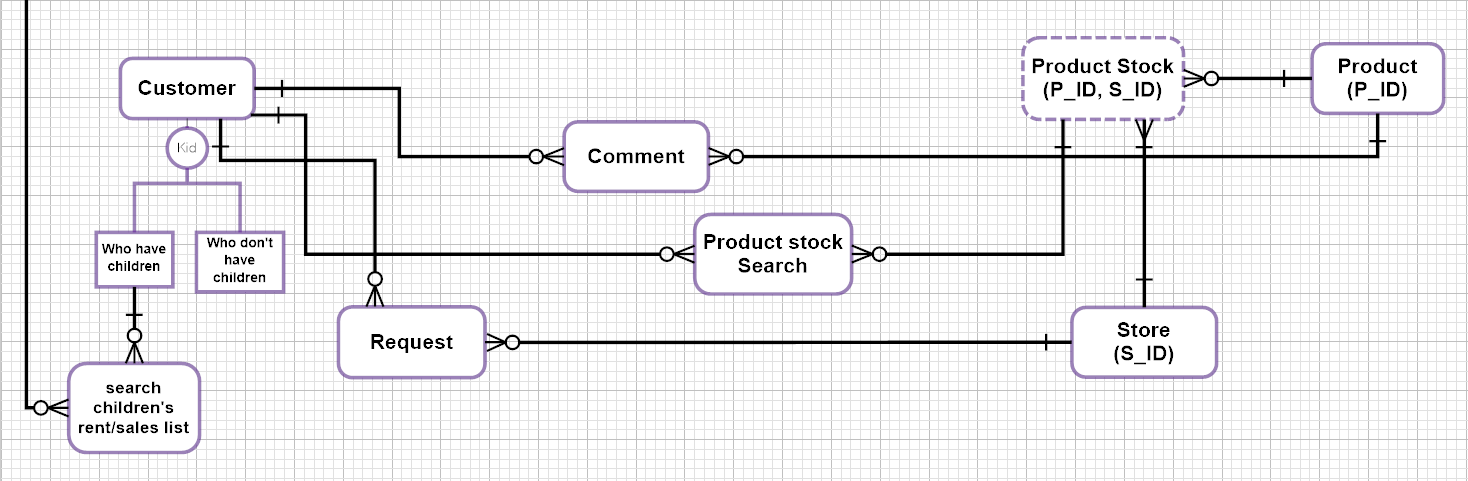 Customer
Kid
Who have
children
Who don't
have
children
search
children's
rent/sales list
Comment
Product stock
Search
Request
Product Stock
(P_ID, S_ID)
Product
(P_ID)
Store
(S_ID)